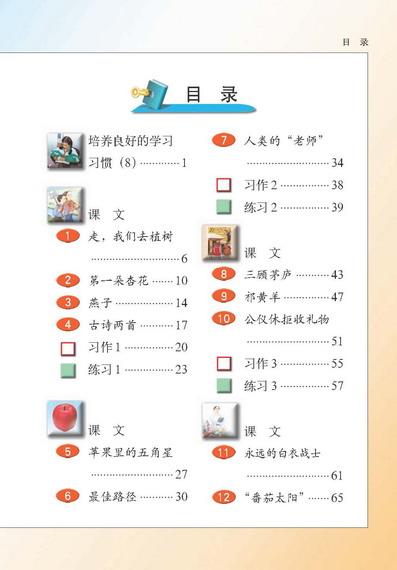 目 录
目 录
培养良好的学习
习惯（8）············1
课 文
1 走，我们去植树
························6
2 第一朵杏花·········10
3 燕子················14
4 古诗两首··········17
习作1···············20
练习1···············23
课 文
5 苹果里的五角星
························27
6 最佳路径··········30
7 人类的“老师”
························34
习作2···············38
练习2···············39
课 文
8 三顾茅庐··········43
9 祁黄羊············47
10 公仪休拒收礼物
························51
习作3···············55
练习3···············57
课 文
11 永远的白衣战士
························61
12 “番茄太阳”······65